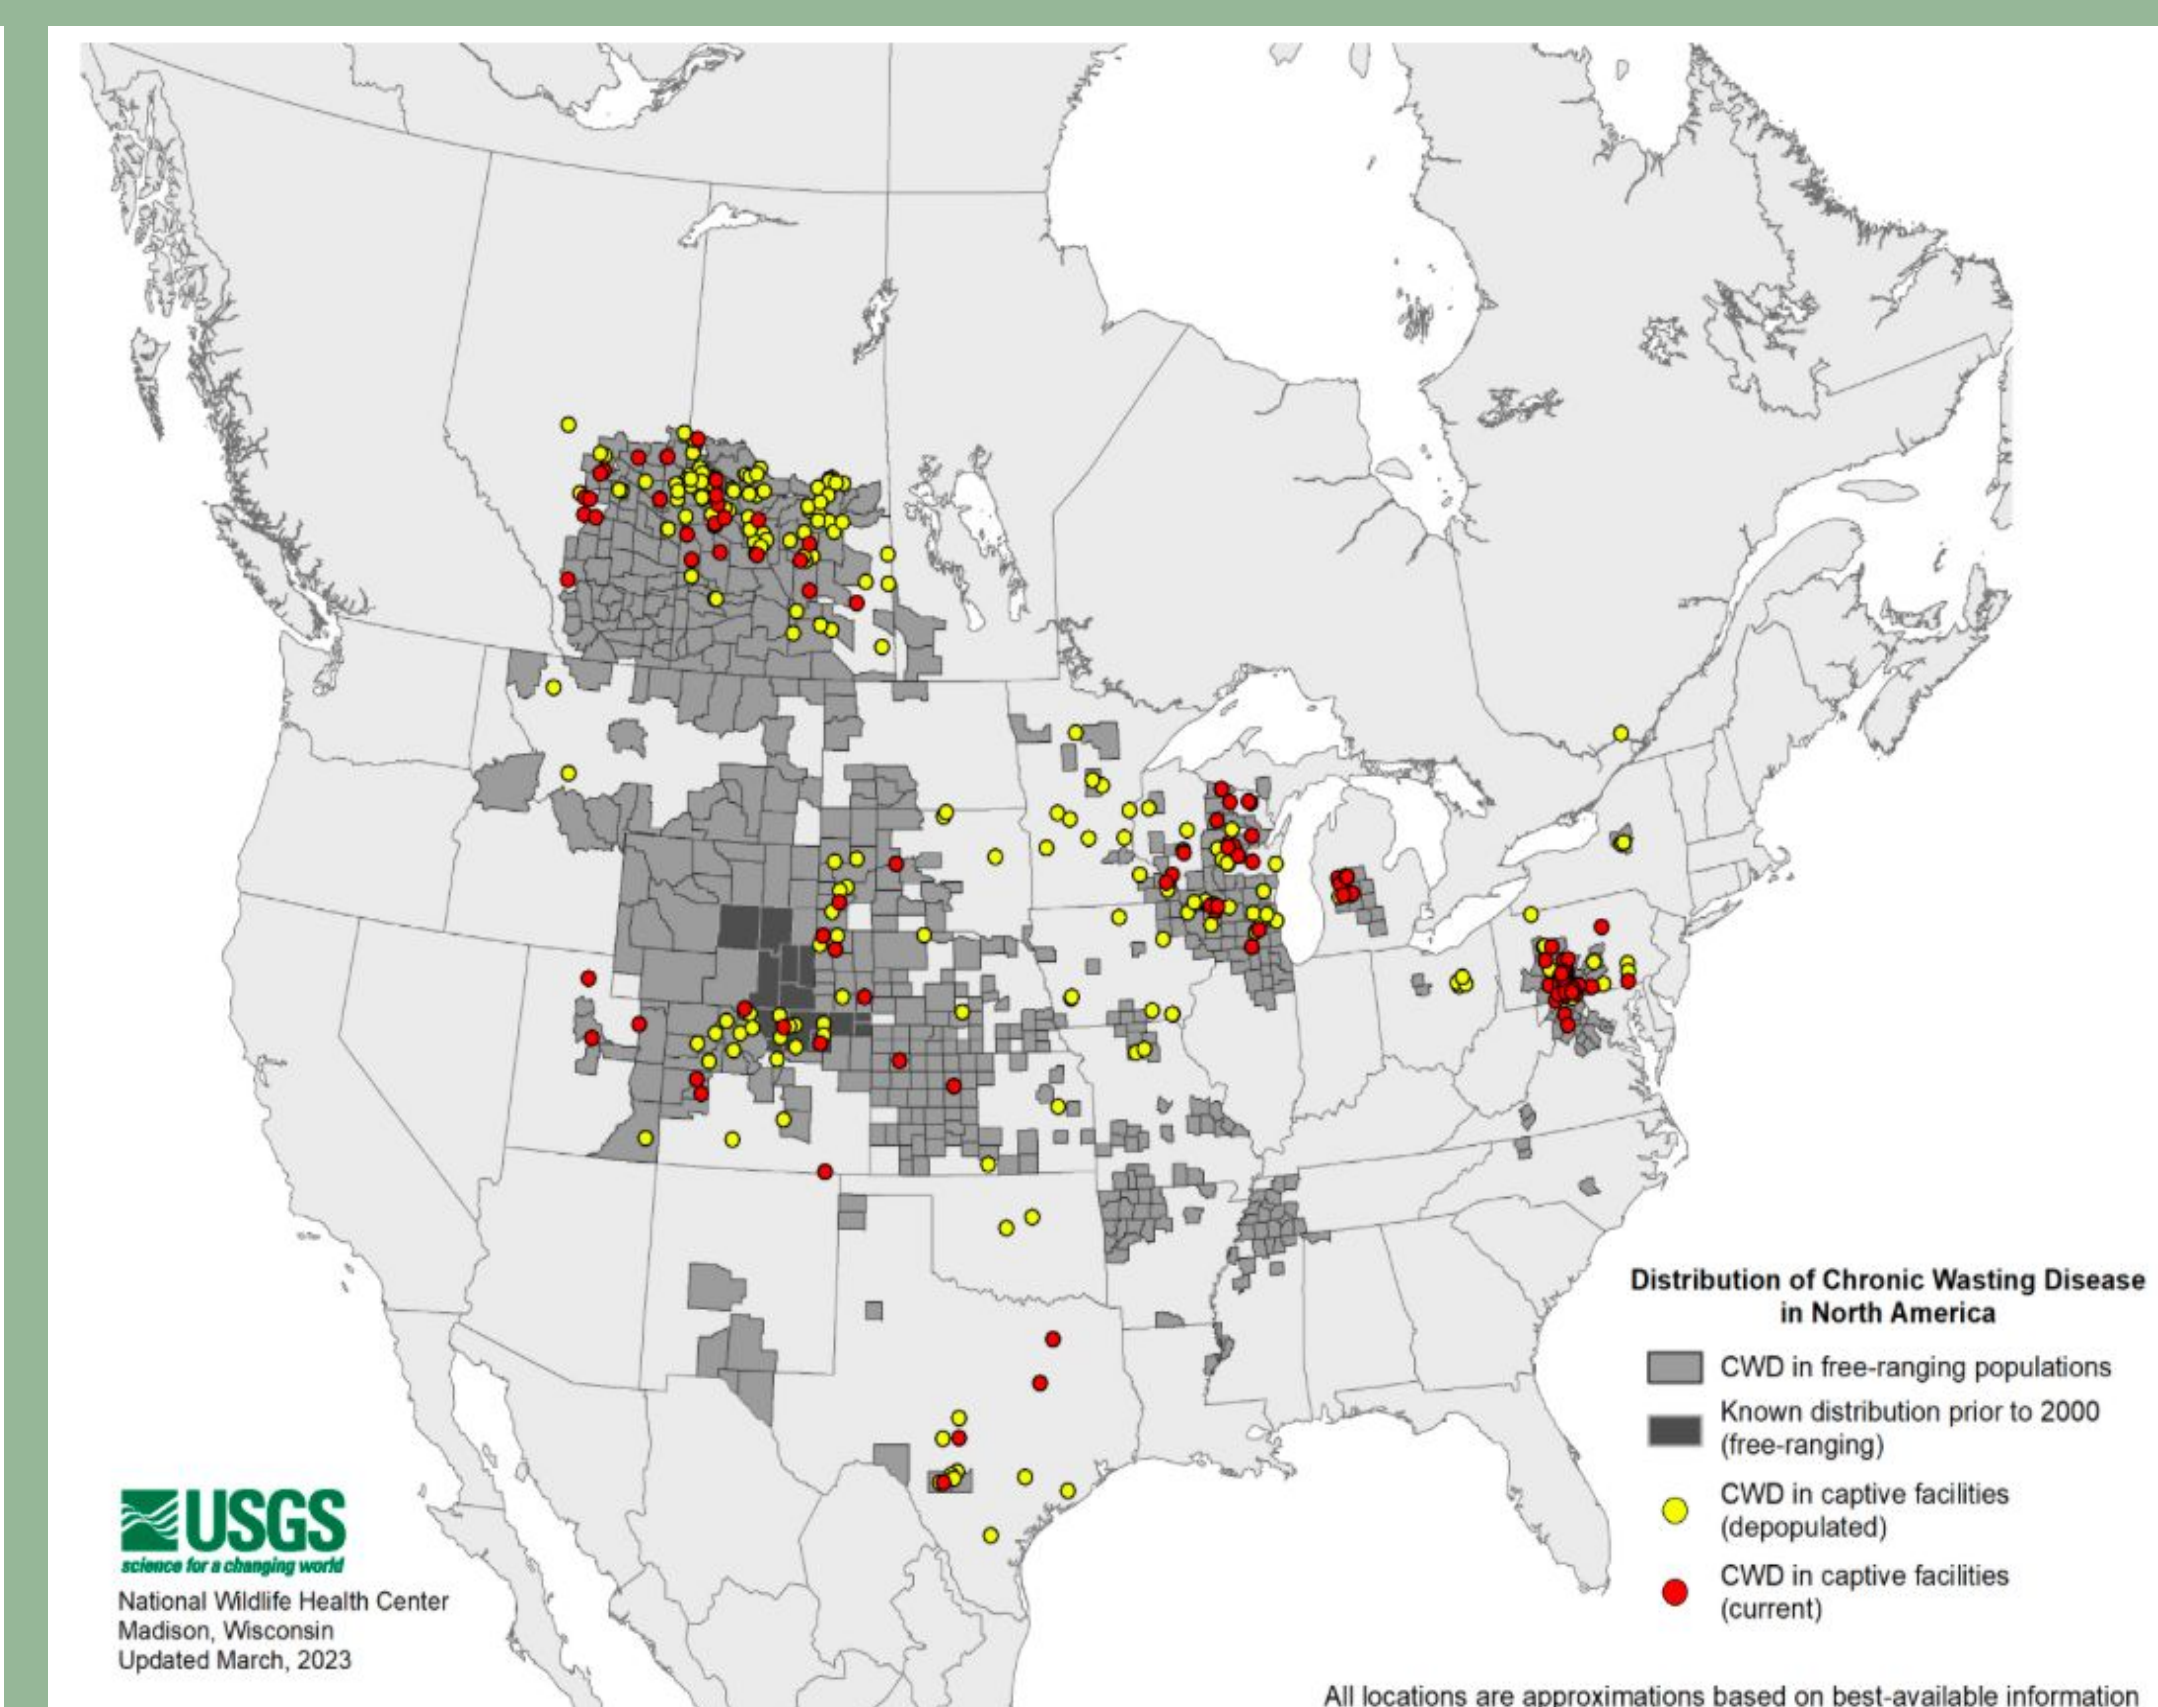 Distribution of Chronic Wasting Disease
in North America
CWD in free-ranging populations
Known distribution prior to 2000
(free-ranging)
CWD in captive facilities
(depopulated)
CWD in captive facilities
(current)
USGS
science for a changing world
National Wildlife Health Center
Madison, Wisconsin
Updated March, 2023
All locations are approximations based on best-available information